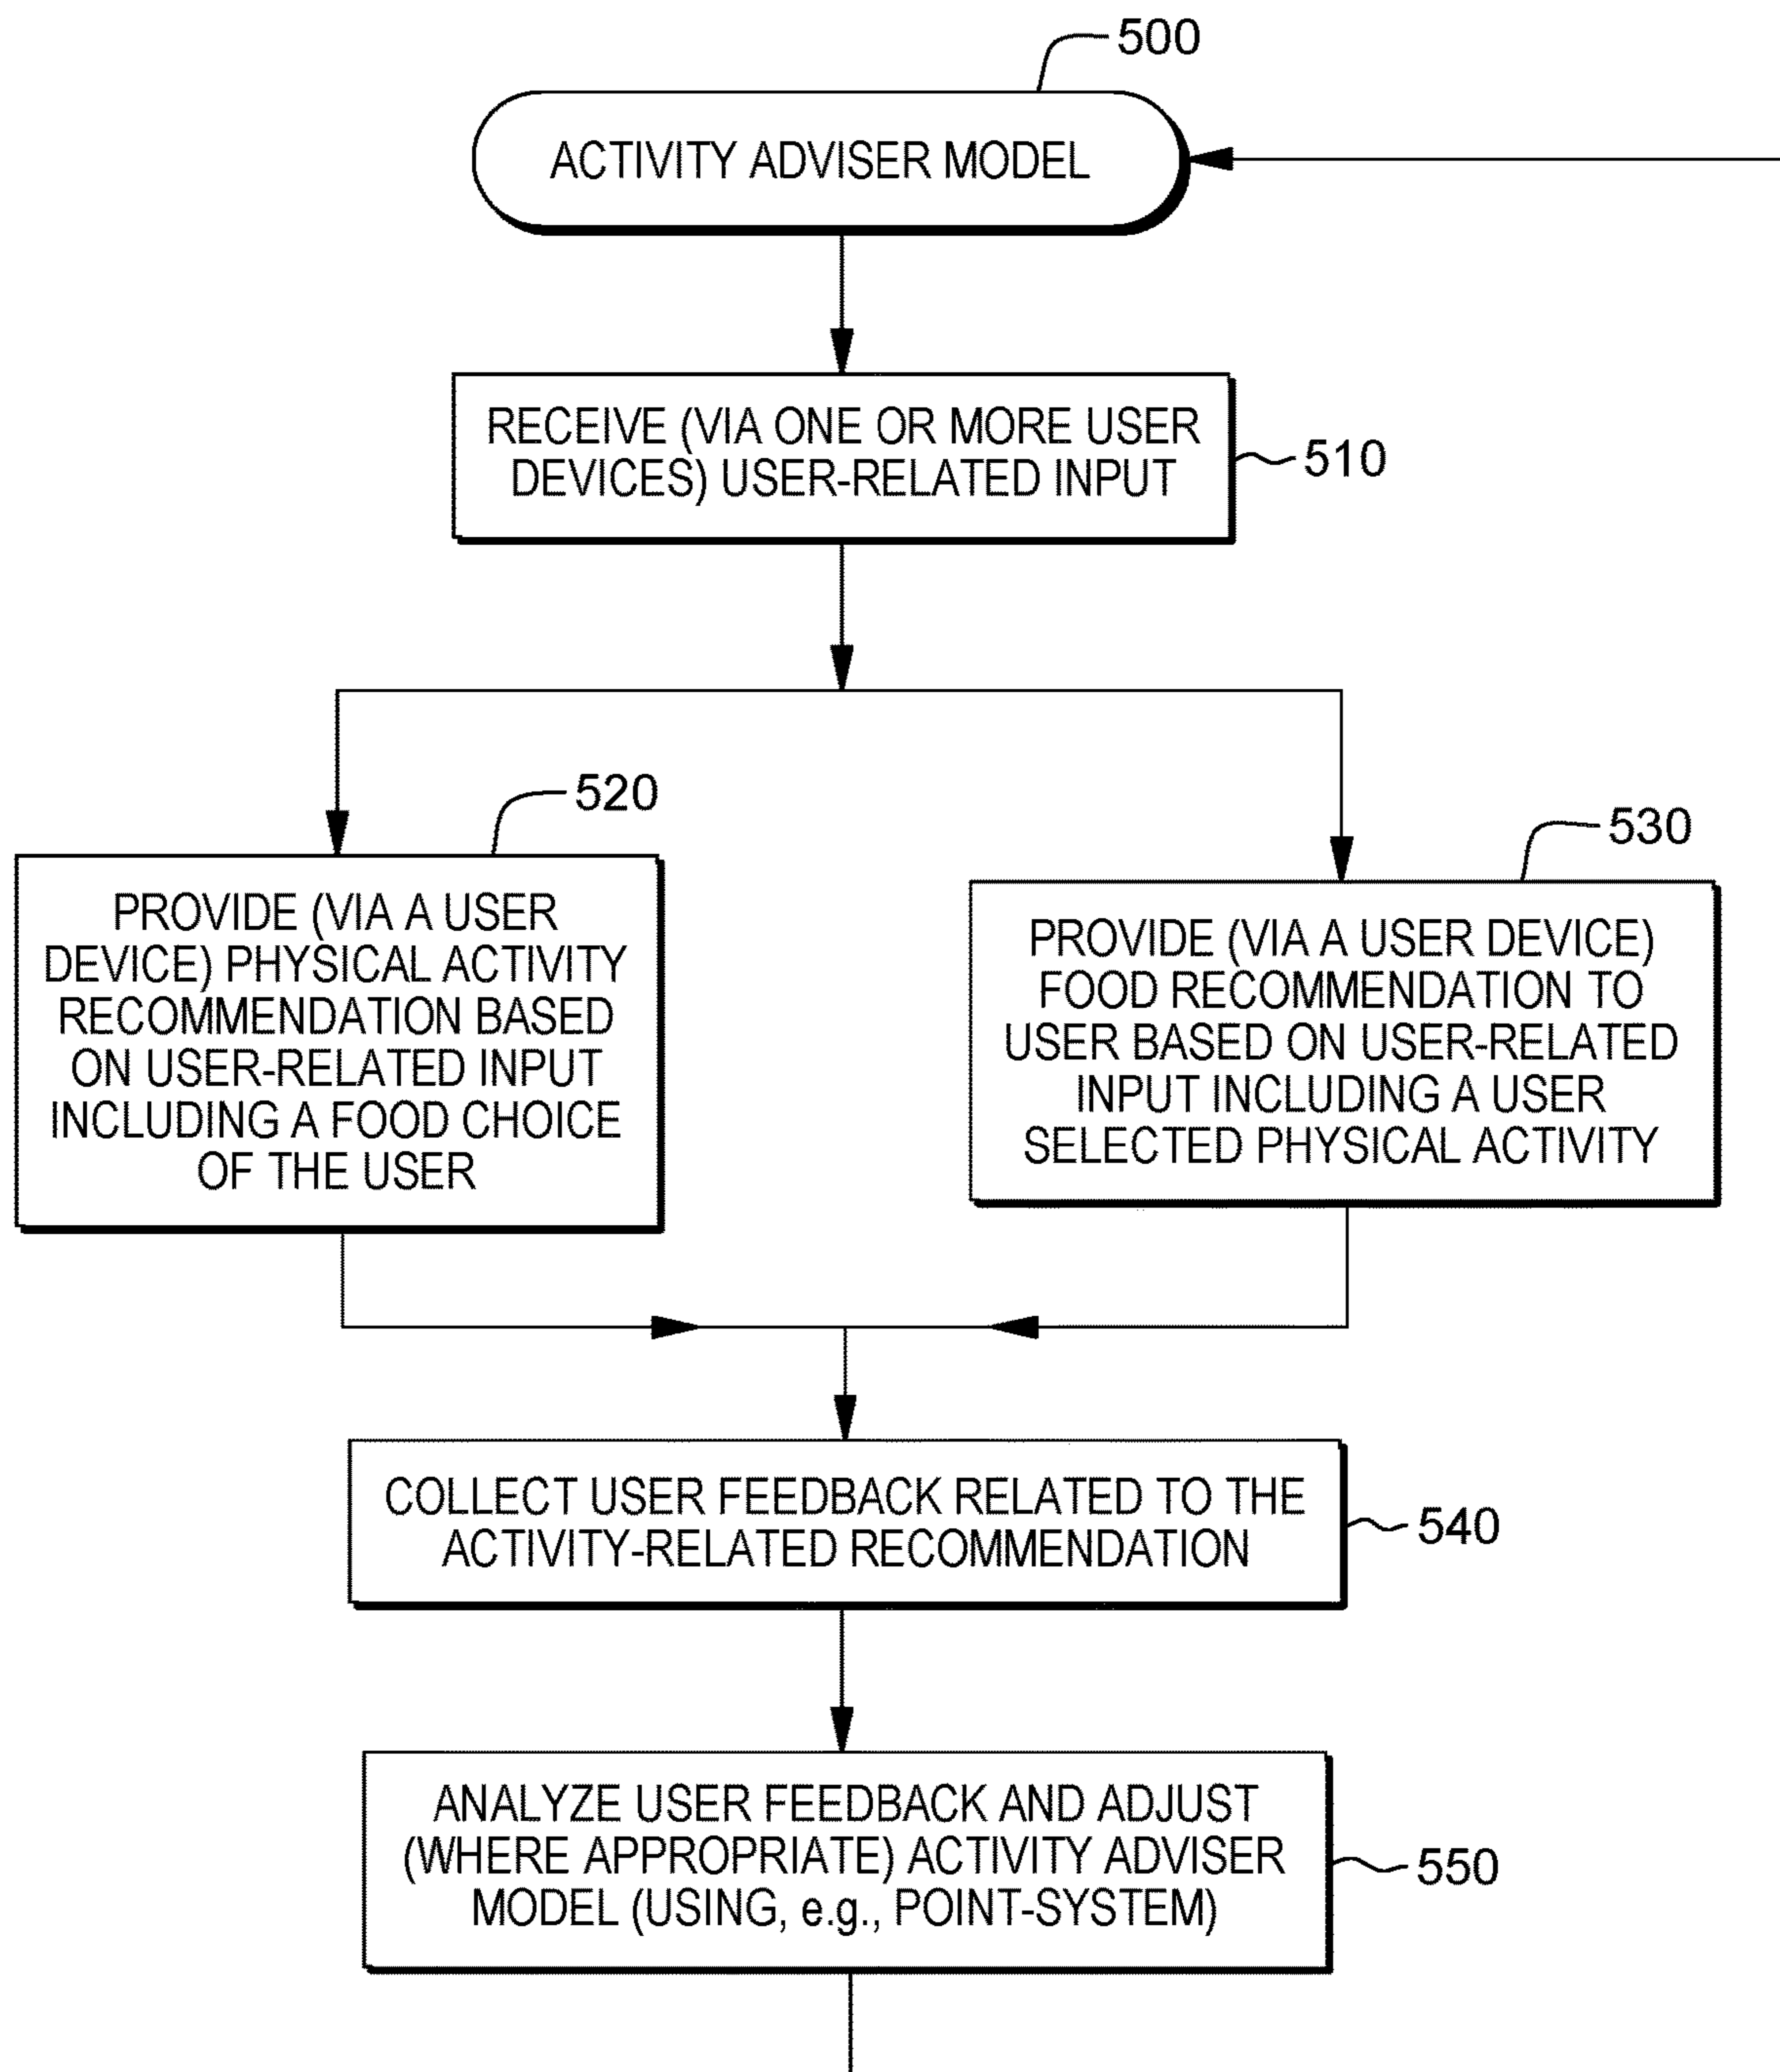 500
ACTIVITY ADVISER MODEL
RECEIVE (VIA ONE OR MORE USER
DEVICES) USER-RELATED INPUT
510
520
PROVIDE (VIA A USER
DEVICE) PHYSICAL ACTIVITY
RECOMMENDATION BASED
ON USER-RELATED INPUT
INCLUDING A FOOD CHOICE
OF THE USER
530
PROVIDE (VIA A USER DEVICE)
FOOD RECOMMENDATION TO
USER BASED ON USER-RELATED
INPUT INCLUDING A USER
SELECTED PHYSICAL ACTIVITY
COLLECT USER FEEDBACK RELATED TO THE
ACTIVITY-RELATED RECOMMENDATION
540
ANALYZE USER FEEDBACK AND ADJUST
(WHERE APPROPRIATE) ACTIVITY ADVISER
MODEL (USING, e.g., POINT-SYSTEM)
550